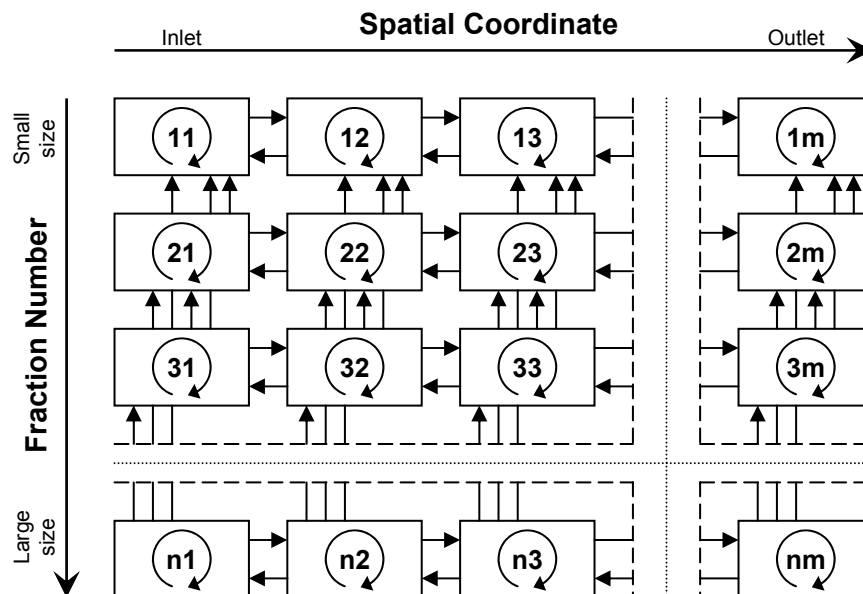 Spatial Coordinate
Inlet
Outlet
Small
size
Fraction Number
Large
size
11 12 13 1m
21 22 23 2m
31 32 33 3m
n1 n2 n3 nm